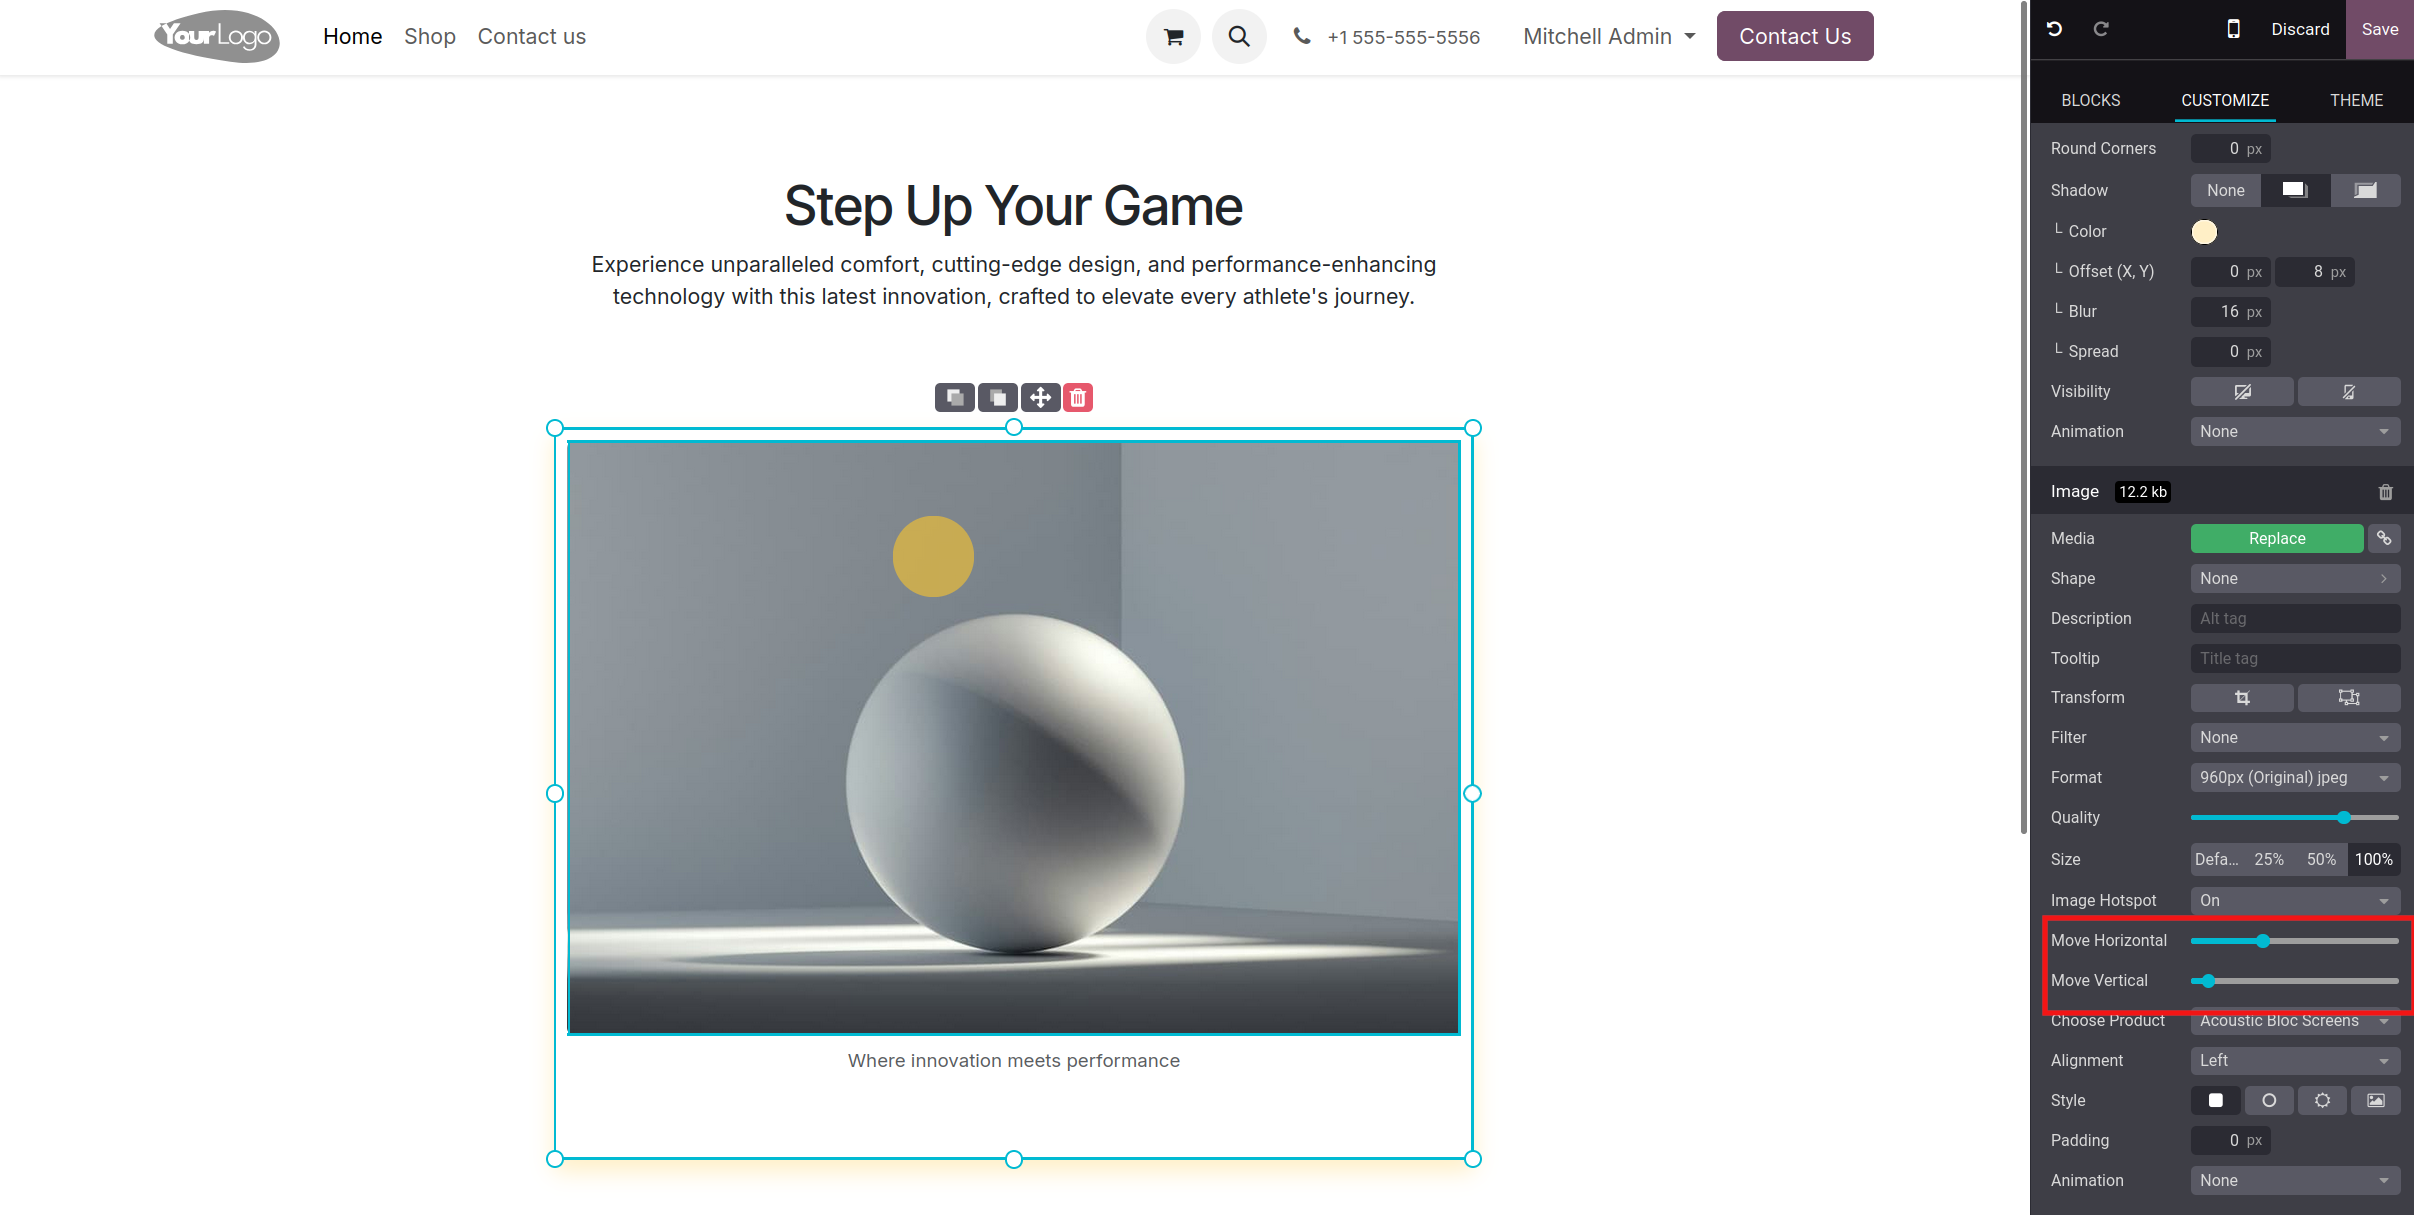 YourLogo Home Shop Contact us +1 555-555-5556 Mitchell Admin Contact Us
Step Up Your Game
Experience unparalleled comfort, cutting-edge design, and performance-enhancing
technology with this latest innovation, crafted to elevate every athlete's journey.
Where innovation meets performance
Discard Save
BLOCKS CUSTOMIZE THEME
Round Corners 0 px
Shadow None
Color
Offset (X, Y) 0 px 8 px
Blur 16 px
Spread 0 px
Visibility
Animation None
Image 12.2 kb
Media Replace
Shape None
Description Alt tag
Tooltip Title tag
Transform
Filter None
Format 960px (Original) jpeg
Quality
Size Defa... 25% 50% 100%
Image Hotspot On
Move Horizontal
Move Vertical
Choose Product Acoustic Bloc Screens
Alignment Left
Style
Padding 0 px
Animation None